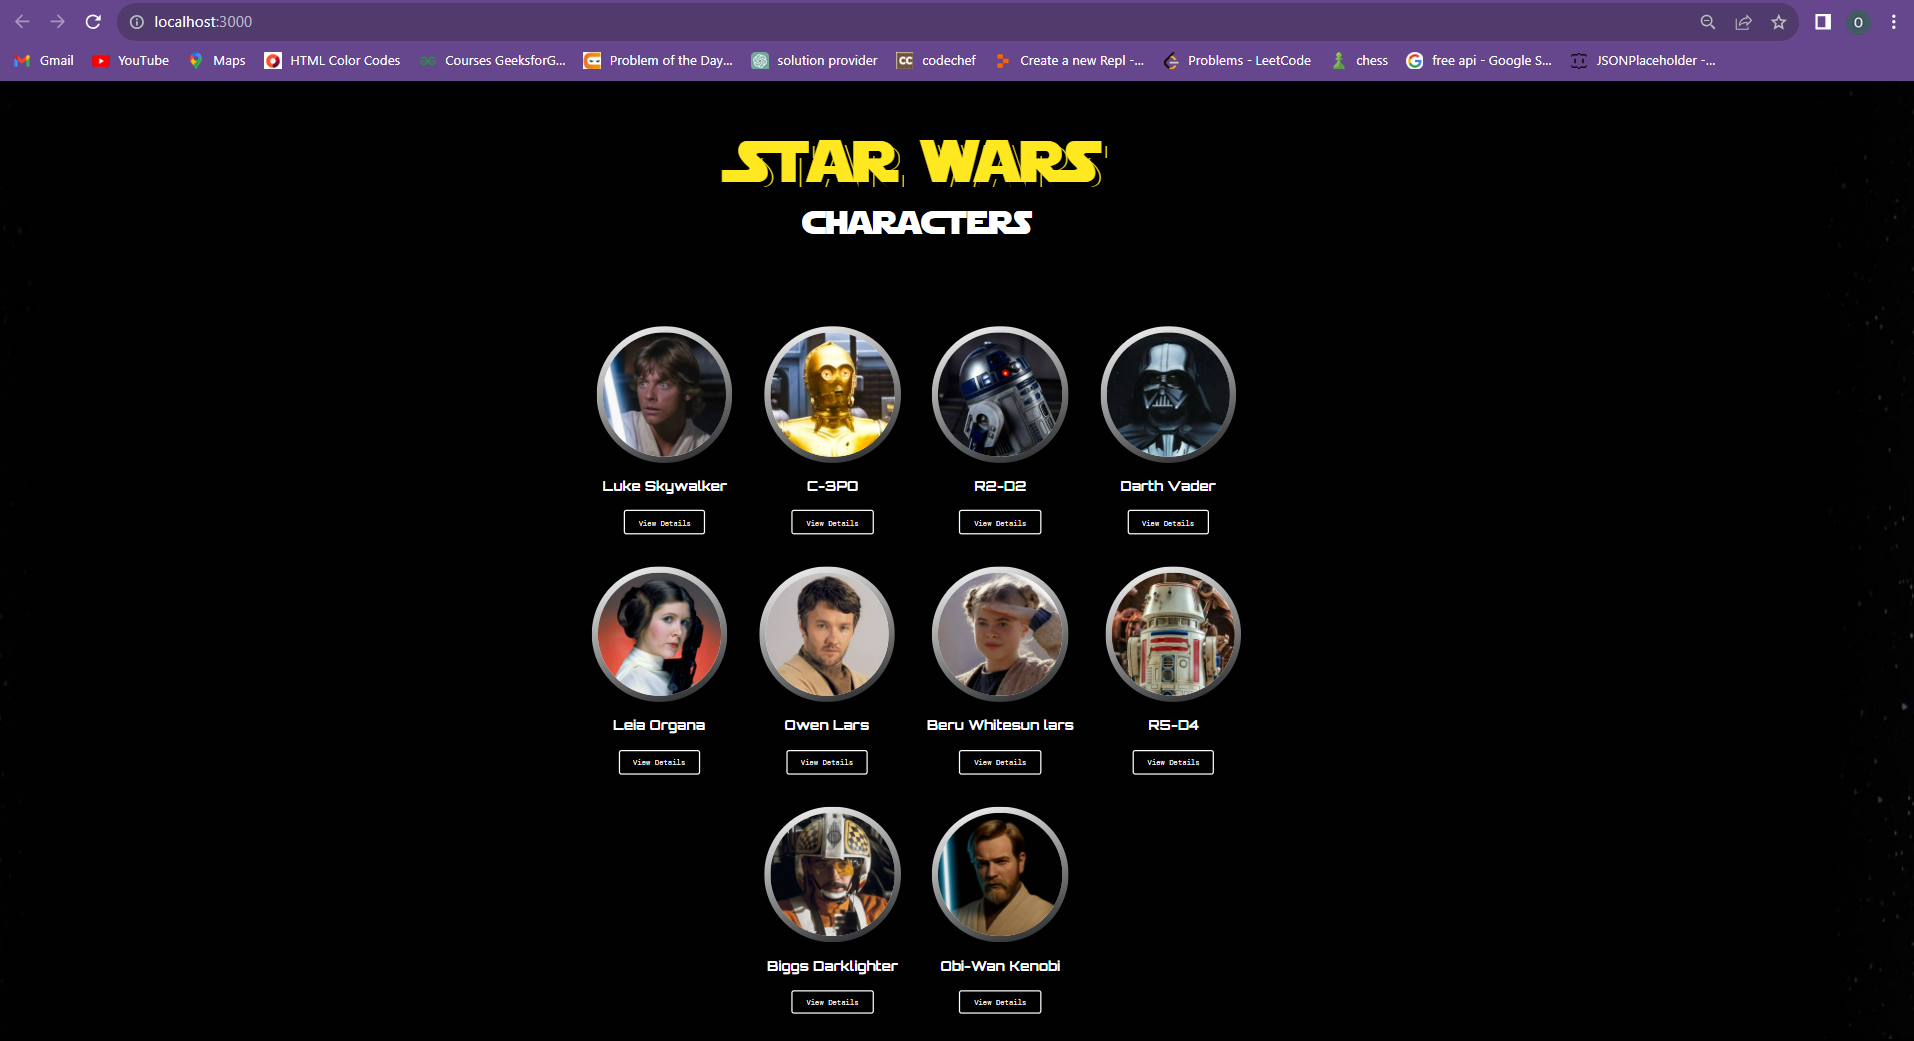 localhost:3000
Gmail YouTube Maps HTML Color Codes Courses GeeksforG... Problem of the Day... solution provider codechef Create a new Repl -... Problems - LeetCode chess free api - Google S... JSONPlaceholder -...
STAR WARS
CHARACTERS
Luke Skywalker C-3PO R2-D2 Darth Vader
View Details View Details View Details View Details
Leia Organa Owen Lars Beru Whitesun lars R5-D4
View Details View Details View Details View Details
Biggs Darklighter Obi-Wan Kenobi
View Details View Details